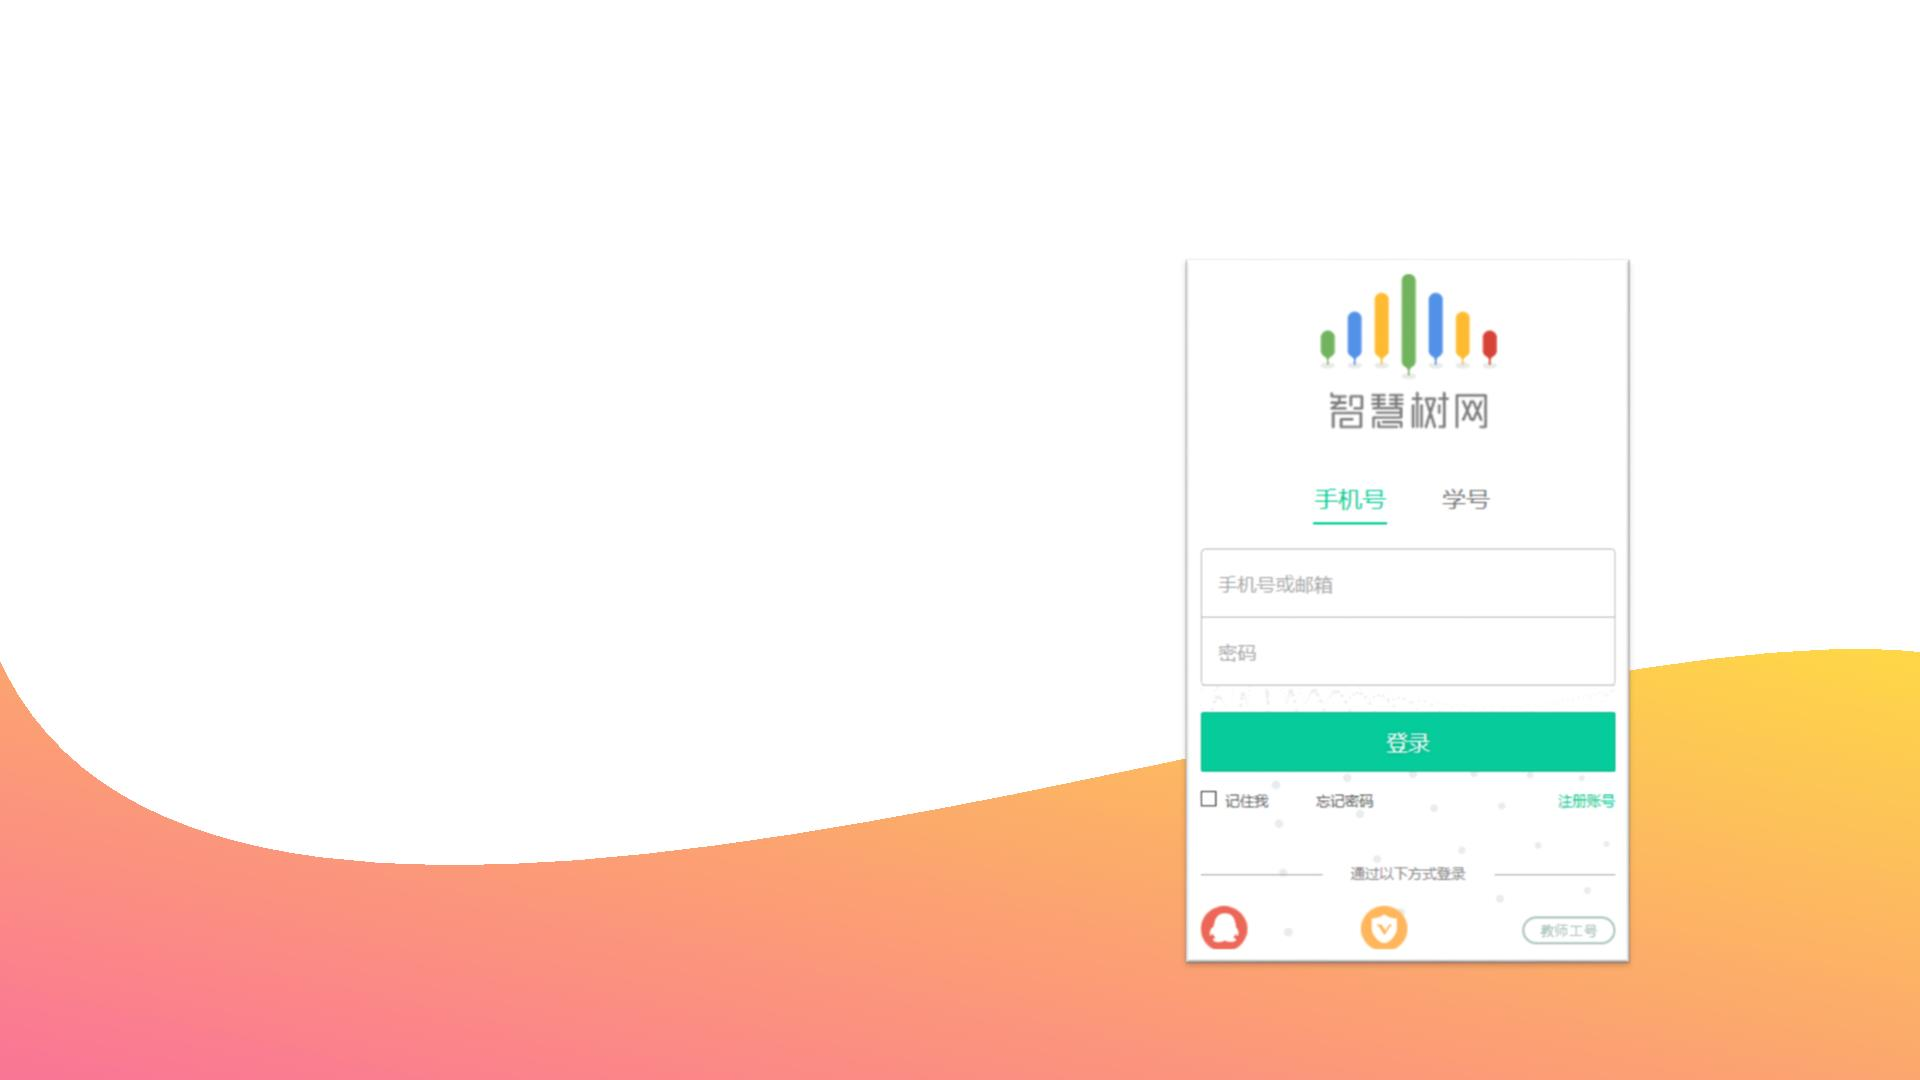 智慧树网
手机号 学号
手机号或邮箱
密码
登录
记住我 忘记密码 注册账号
通过以下方式登录
教师工号